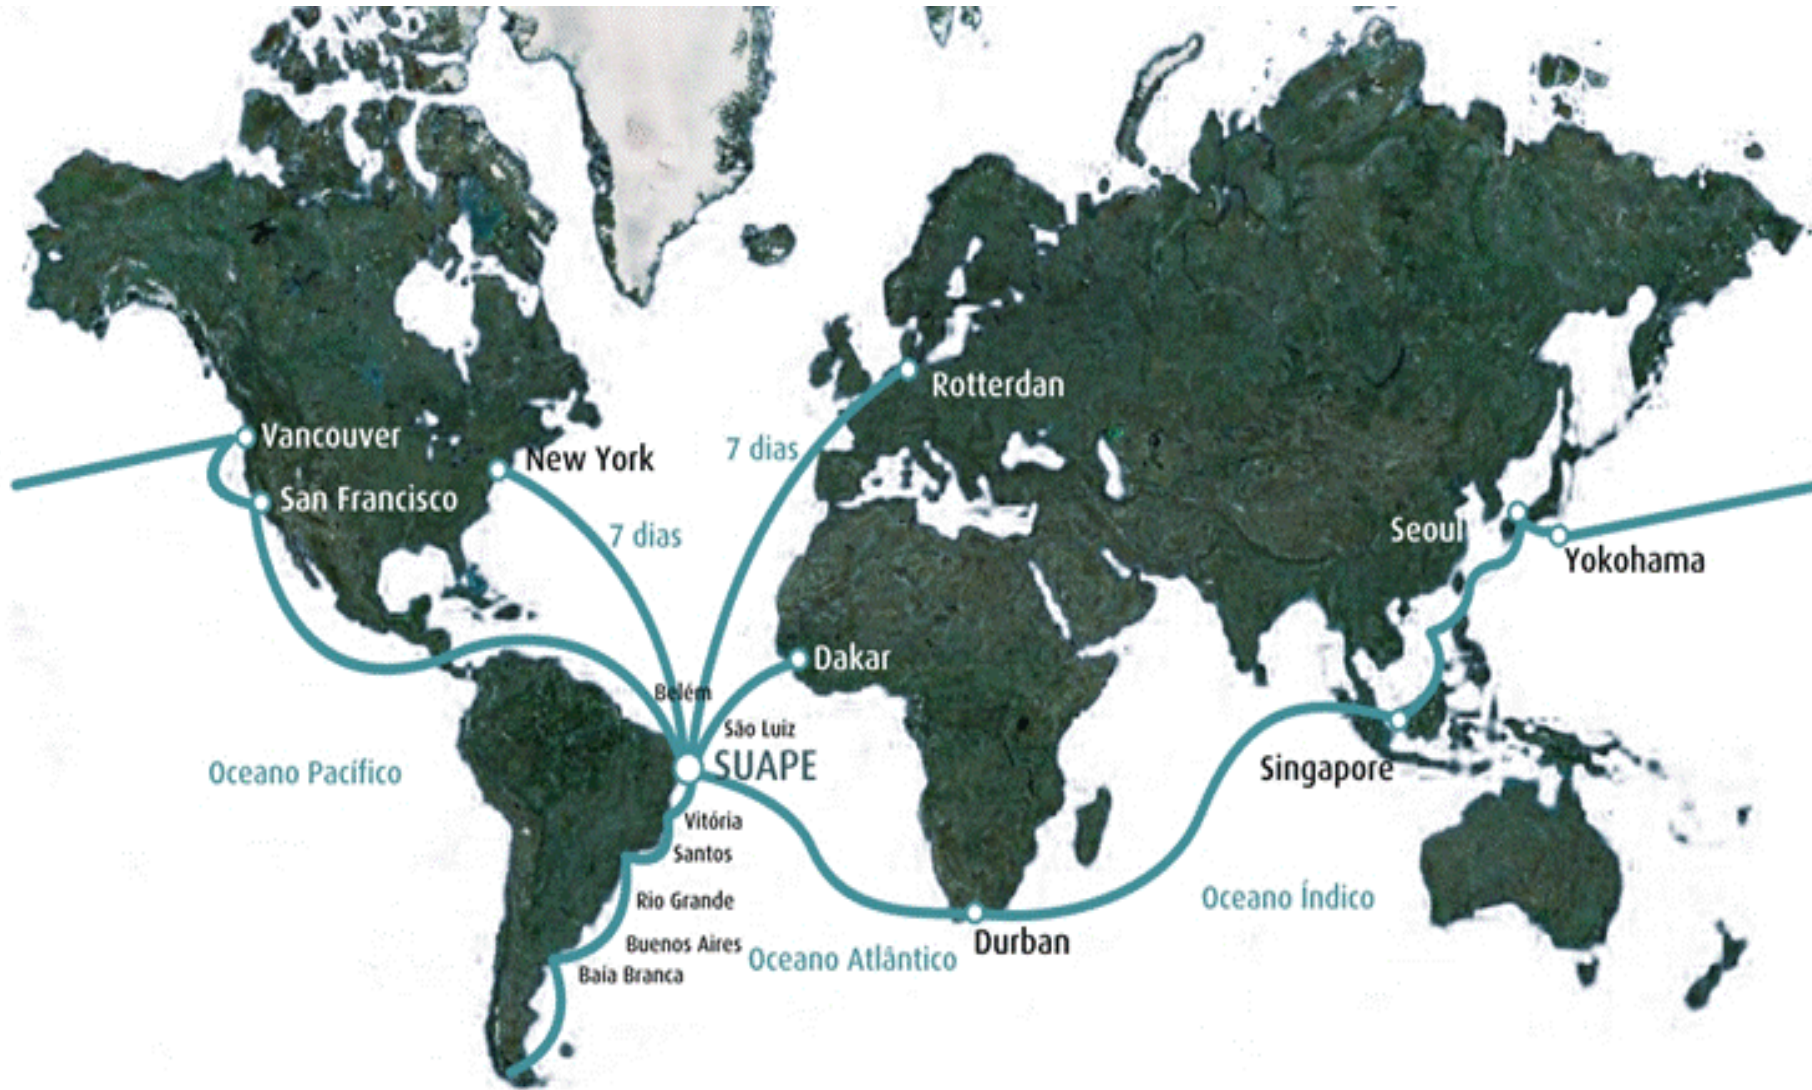 Rotterdan
Vancouver
7 dias
New York
San Francisco
7 dias
Seoul
Yokohama
Dakar
Belém
São Luiz
SUAPE
Oceano Pacífico
Singapore
Vitória
Santos
Rio Grande
Oceano Índico
Buenos Aires
Durban
Oceano Atlântico
Baía Branca